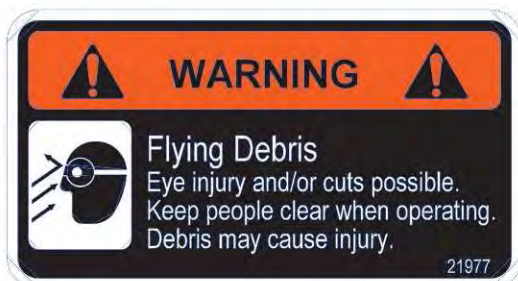 WARNING
Flying Debris
Eye injury and/or cuts possible.
Keep people clear when operating.
Debris may cause injury.
21977